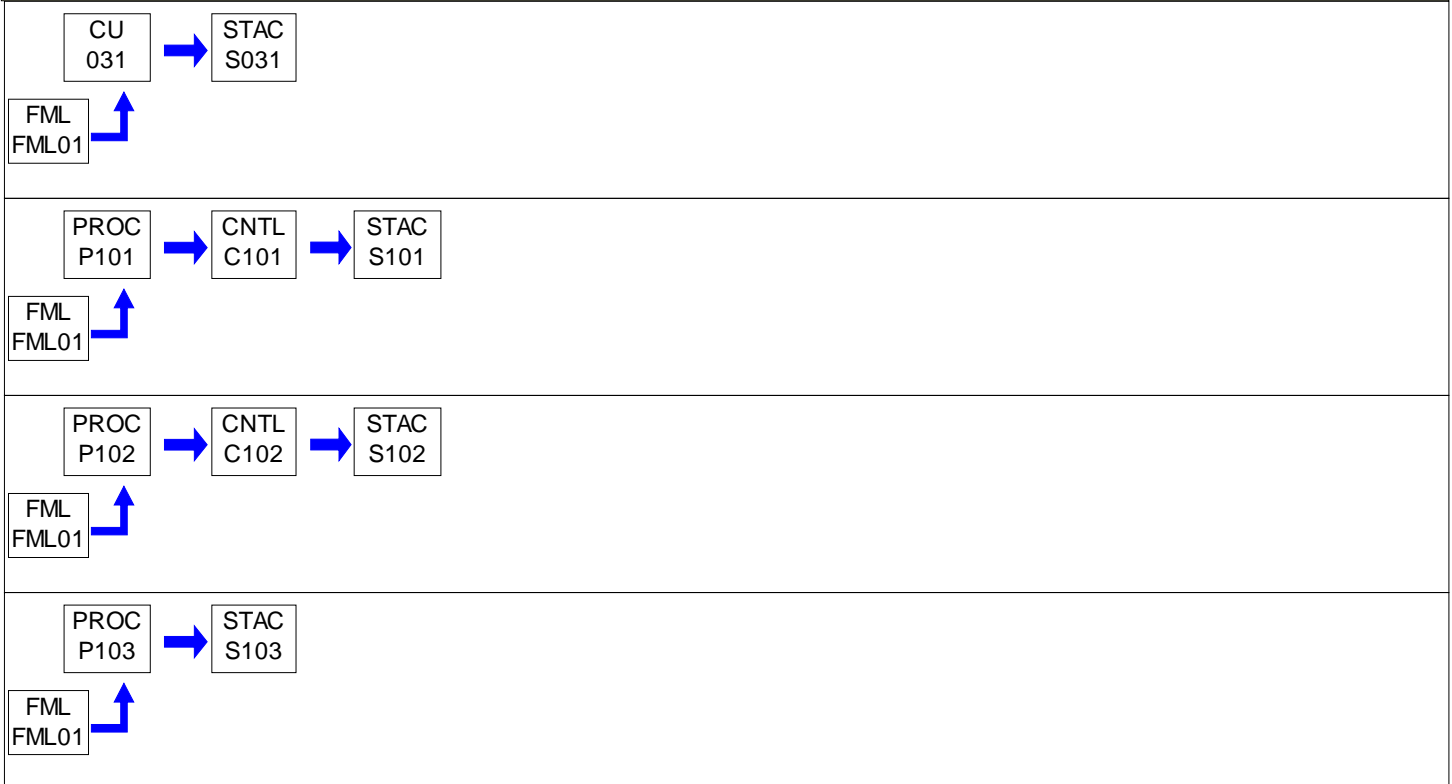 CU
031
STAC
S031
FML
FML01
PROC
P101
CNTL
C101
STAC
S101
FML
FML01
PROC
P102
CNTL
C102
STAC
S102
FML
FML01
PROC
P103
STAC
S103
FML
FML01